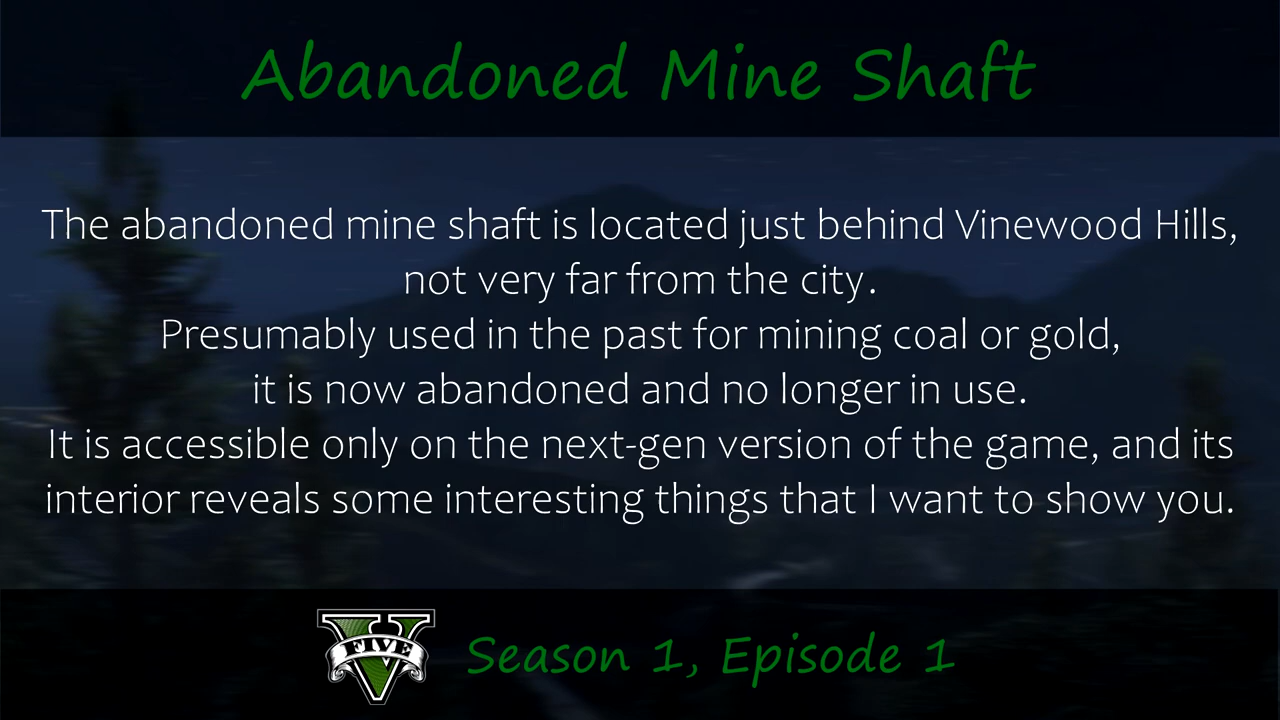 Abandoned Mine Shaft
The abandoned mine shaft is located just behind Vinewood Hills,
not very far from the city.
Presumably used in the past for mining coal or gold,
it is now abandoned and no longer in use.
It is accessible only on the next-gen version of the game, and its
interior reveals some interesting things that I want to show you.
V
FIVE
Season 1, Episode 1